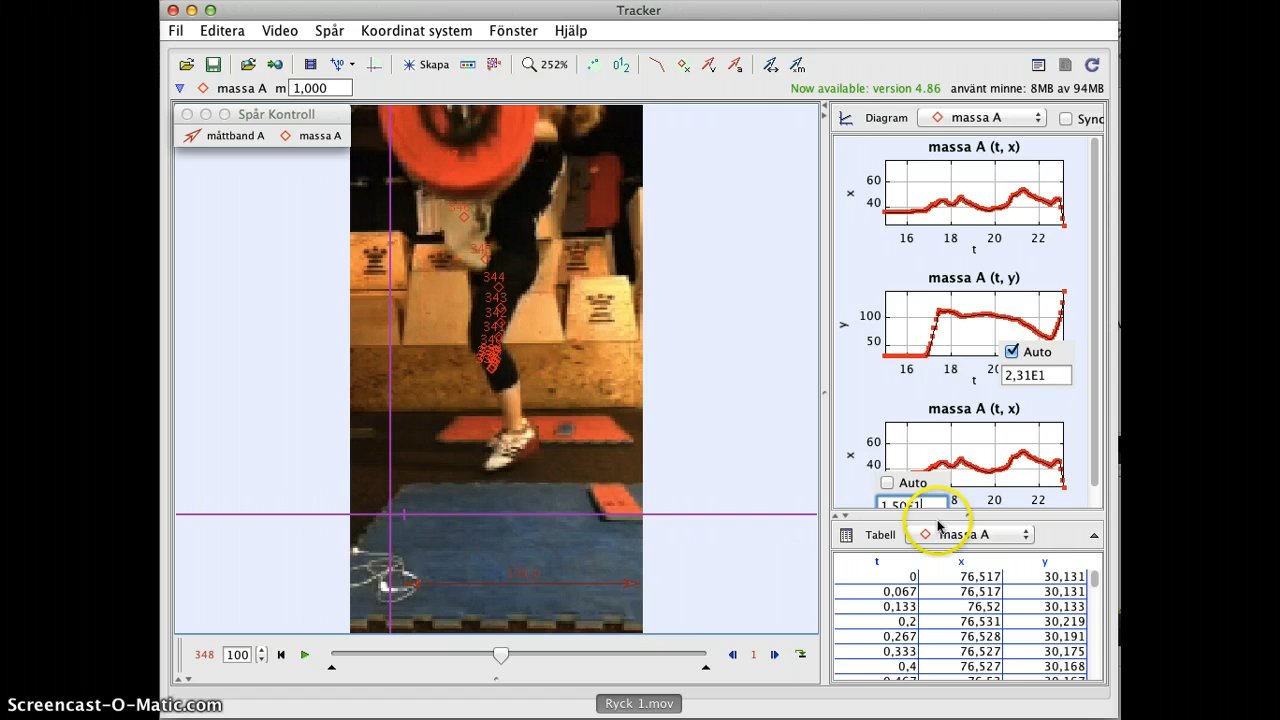 Tracker
Fil Editera Video Spår Koordinat system Fönster Hjälp
Skapa 252%
massa A m 1,000 Now available: version 4.86 använt minne: 8MB av 94MB
Spår Kontroll
måttband A massa A
Diagram massa A Sync
massa A (t, x)
x
60
40
16 18 20 22
t
massa A (t, y)
y
100
50
16 18 20
t
Auto
2,31E1
massa A (t, x)
x
60
40
8 20 22
Auto
1,50E1
344
343
Tabell massa A
t x y
0 76,517 30,131
0,067 76,517 30,131
0,133 76,52 30,133
0,2 76,531 30,219
0,267 76,528 30,191
0,333 76,527 30,175
0,4 76,527 30,168
348 100 1
Ryck 1.mov
Screencast-O-Matic.com